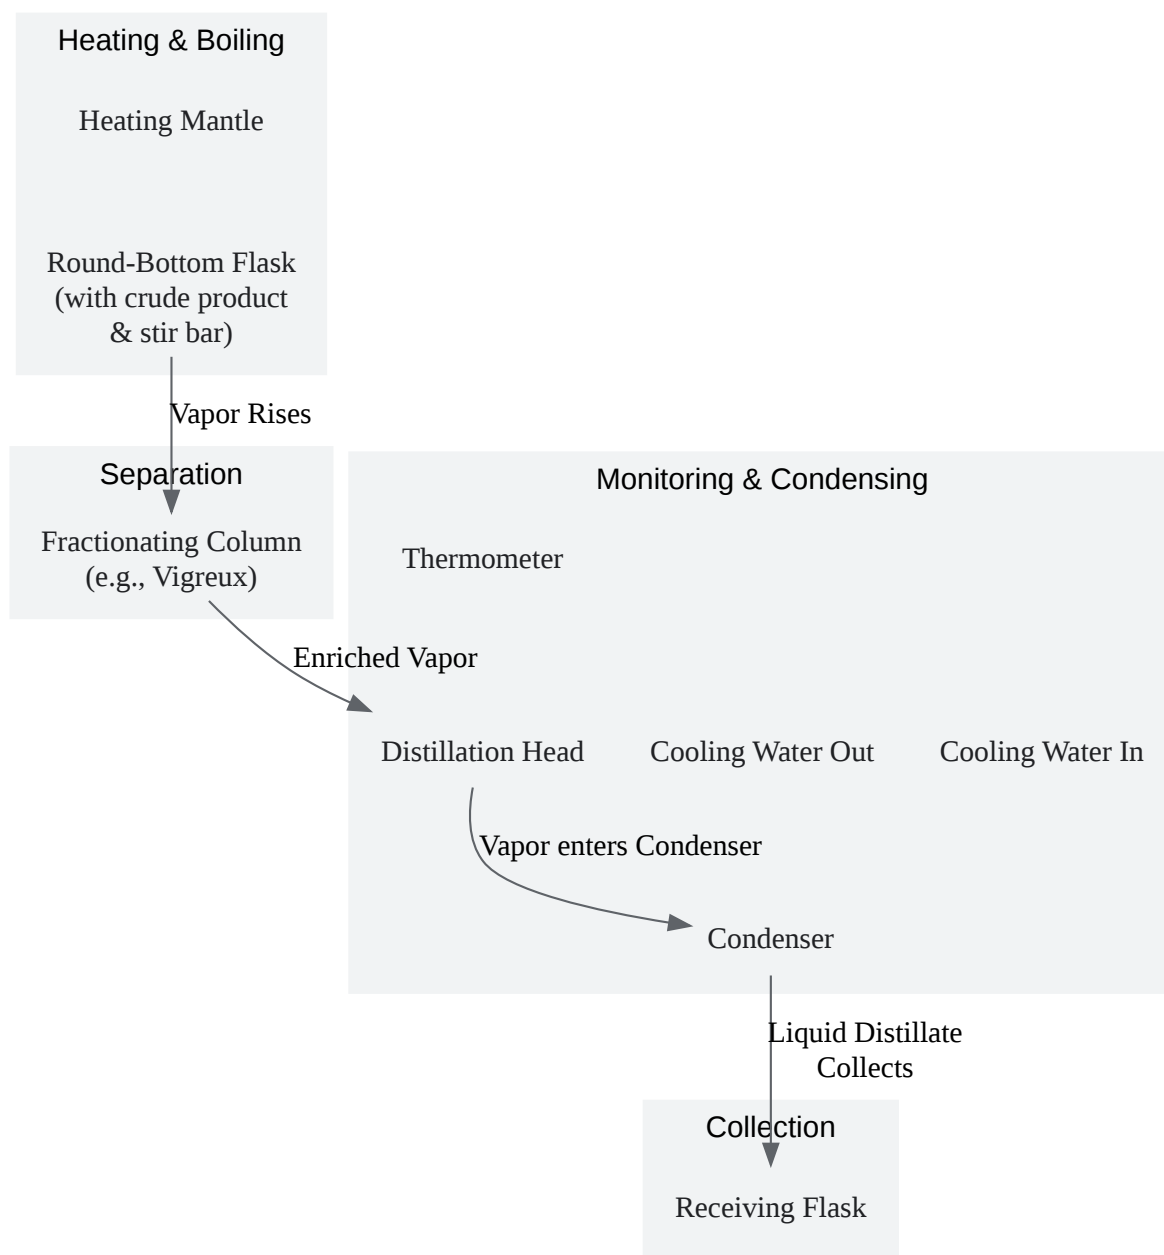 Heating & Boiling
Heating Mantle
Round-Bottom Flask
(with crude product
& stir bar)
Vapor Rises
Separation
Fractionating Column
(e.g., Vigreux)
Monitoring & Condensing
Thermometer
Enriched Vapor
Distillation Head
Cooling Water Out
Cooling Water In
Vapor enters Condenser
Condenser
Liquid Distillate
Collects
Collection
Receiving Flask